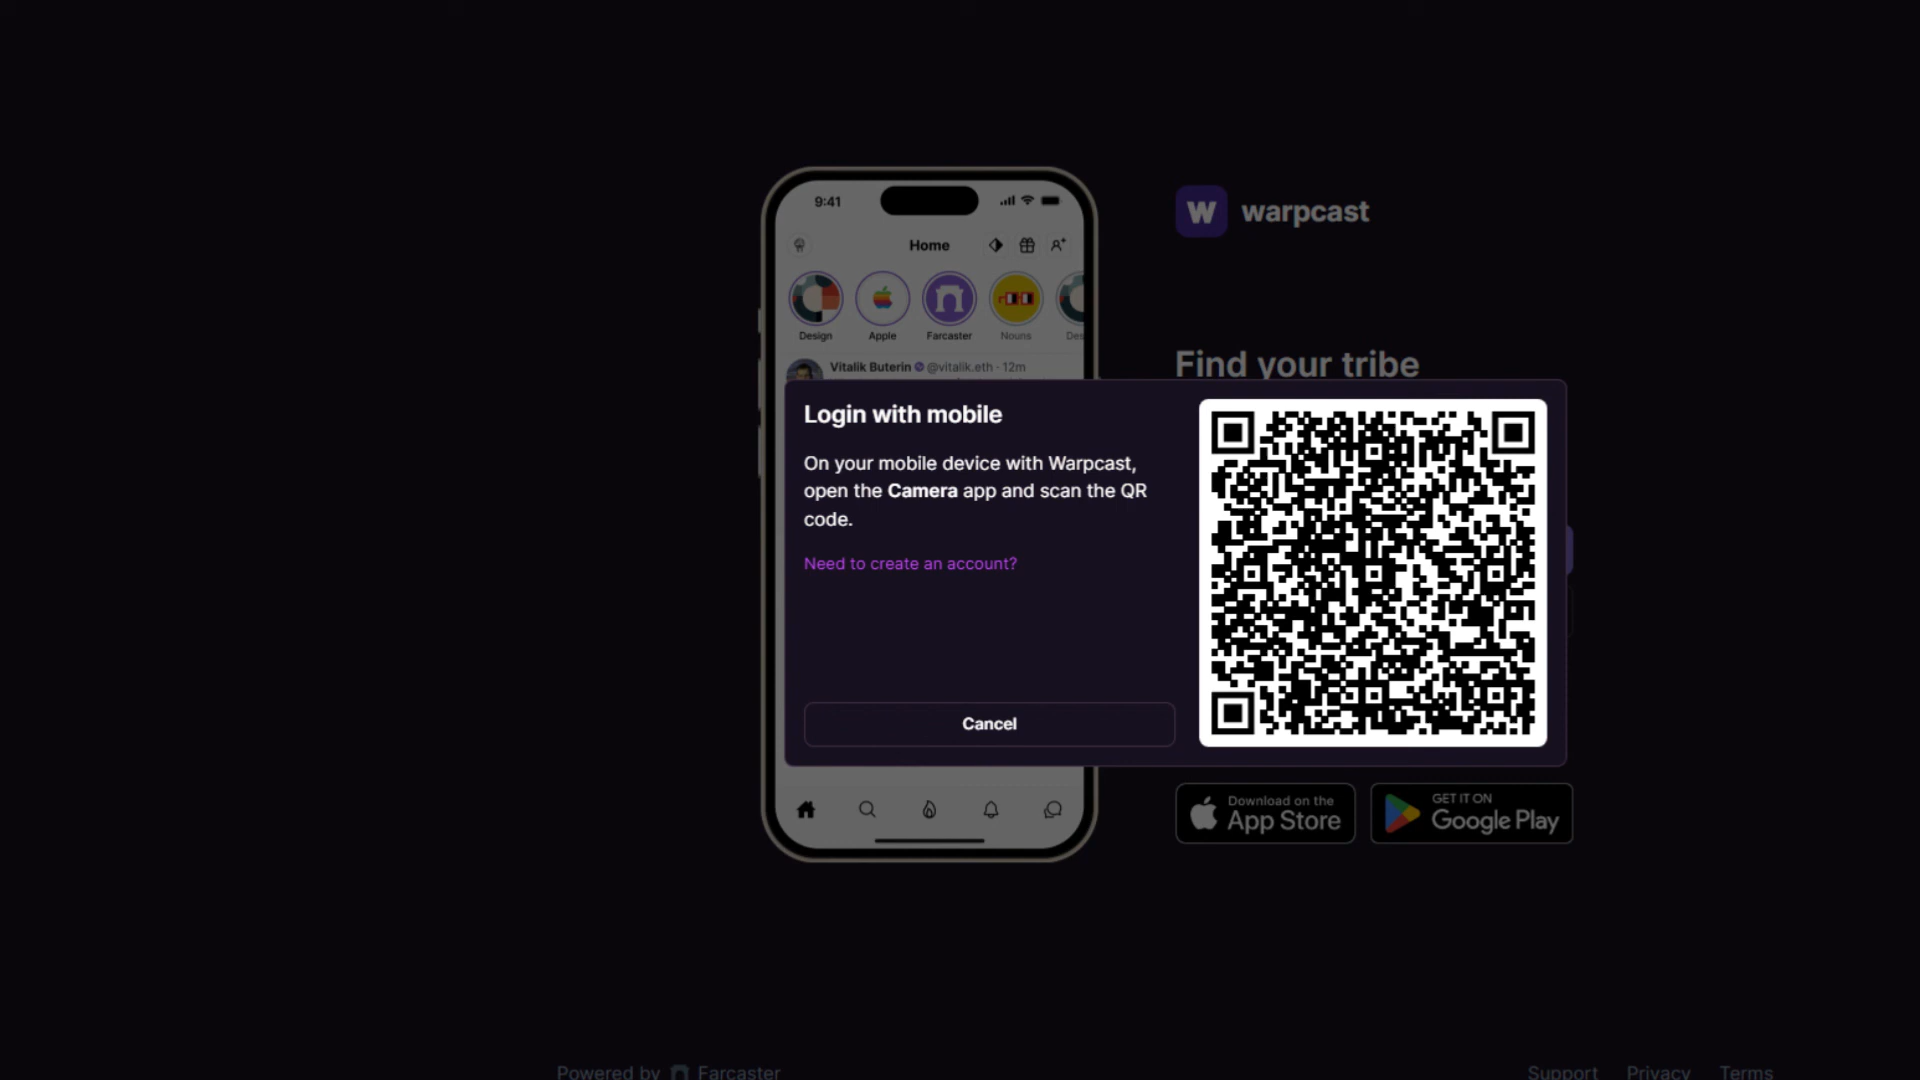 9:41
Home
Design
Apple
Farcaster
Nouns
Des
Vitalik Buterin @vitalik.eth · 12m
W warpcast
Find your tribe
Login with mobile
On your mobile device with Warpcast,
open the Camera app and scan the QR
code.
Need to create an account?
Cancel
Download on the
App Store
GET IT ON
Google Play
Powered by Farcaster
Support Privacy Terms